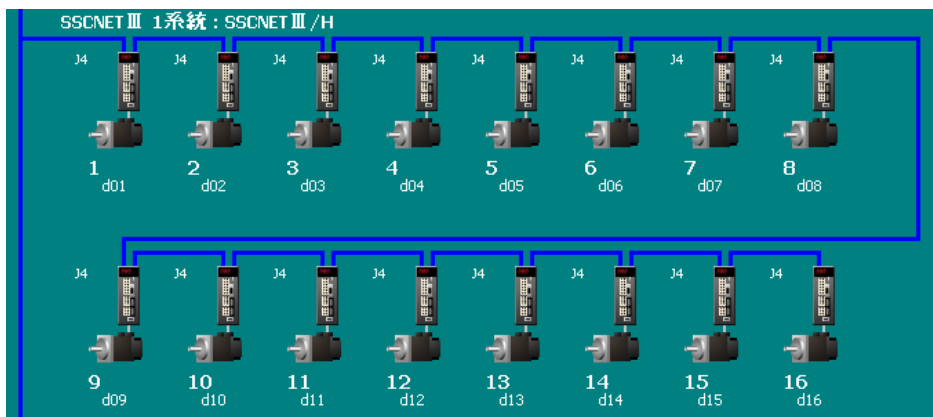 SSCNETⅢ 1系統：SSCNETⅢ/H
J4 J4 J4 J4 J4 J4 J4 J4
1 2 3 4 5 6 7 8
d01 d02 d03 d04 d05 d06 d07 d08
J4 J4 J4 J4 J4 J4 J4 J4
9 10 11 12 13 14 15 16
d09 d10 d11 d12 d13 d14 d15 d16